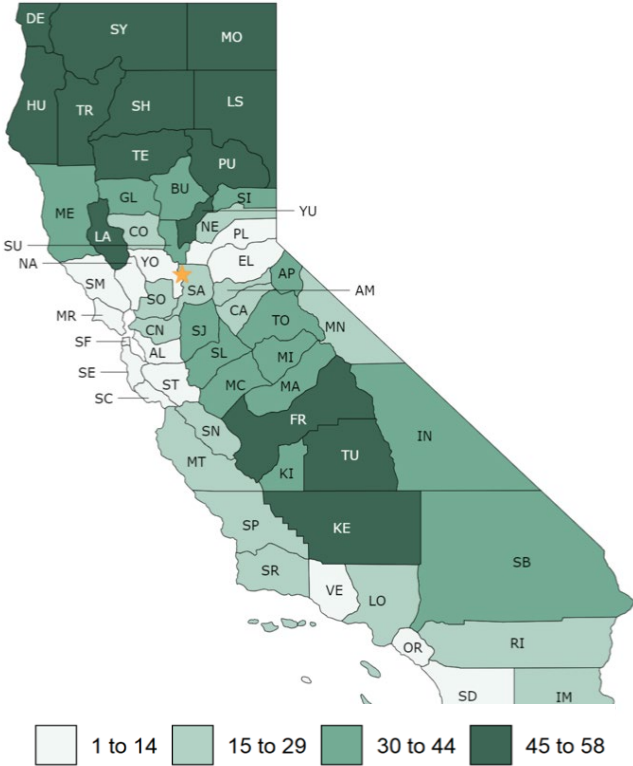 DE
SY
MO
HU
TR
SH
LS
TE
PU
ME
GL
BU
SI
LA
CO
YU
NE
SU
PL
NA
YO
EL
SM
AP
SA
AM
SO
CA
MR
TO
MN
CN
SJ
SF
AL
SL
MI
SE
ST
MC
MA
SC
FR
SN
IN
MT
TU
KI
SP
KE
SB
SR
VE
LO
OR
RI
SD
IM
1 to 14 15 to 29 30 to 44 45 to 58